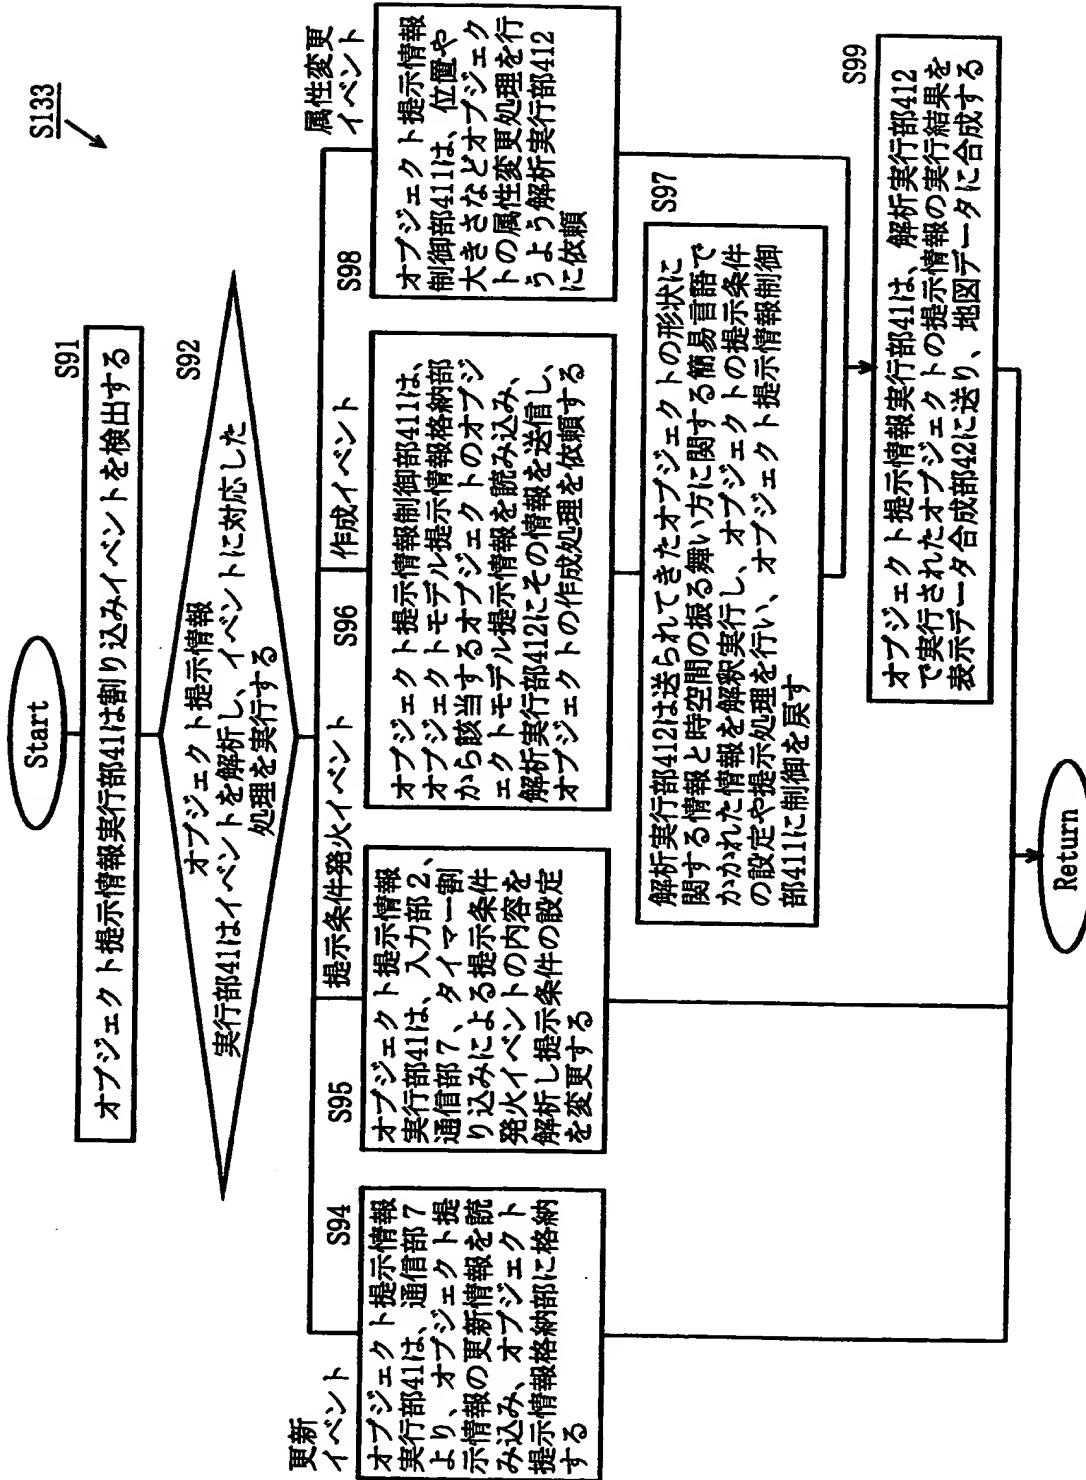 S133
Start
S91
オブジェクト提示情報実行部41は割り込みイベントを検出する
S92
オブジェクト提示情報
実行部41はイベントを解析し、イベントに対応した
処理を実行する
更新
イベント
S94
オブジェクト提示情報
実行部41は、通信部7
より、オブジェクト提
示情報の更新情報を読
み込み、オブジェクト
提示情報格納部に格納
する
提示条件発火イベント
S95
オブジェクト提示情報
実行部41は、入力部2、
通信部7、タイマー割
り込みによる提示条件
発火イベントの内容を
解析し提示条件の設定
を変更する
作成イベント
S96
オブジェクト提示情報制御部411は、
オブジェクトモデル提示情報格納部
から該当するオブジェクトのオブジ
ェクトモデル提示情報を読み込み、
解析実行部412にその情報を送信し、
オブジェクトの作成処理を依頼する
属性変更
イベント
S98
オブジェクト提示情報
制御部411は、位置や
大きさなどオブジェク
トの属性変更処理を行
うよう解析実行部412
に依頼
S97
解析実行部412は送られてきたオブジェクトの形状に
関する情報と時空間の振る舞い方に関する簡易言語で
かかれた情報を解釈実行し、オブジェクトの提示条件
の設定や提示処理を行い、オブジェクト提示情報制御
部411に制御を戻す
S99
オブジェクト提示情報実行部41は、解析実行部412
で実行されたオブジェクトの提示情報の実行結果を
表示データ合成部42に送り、地図データに合成する
Return